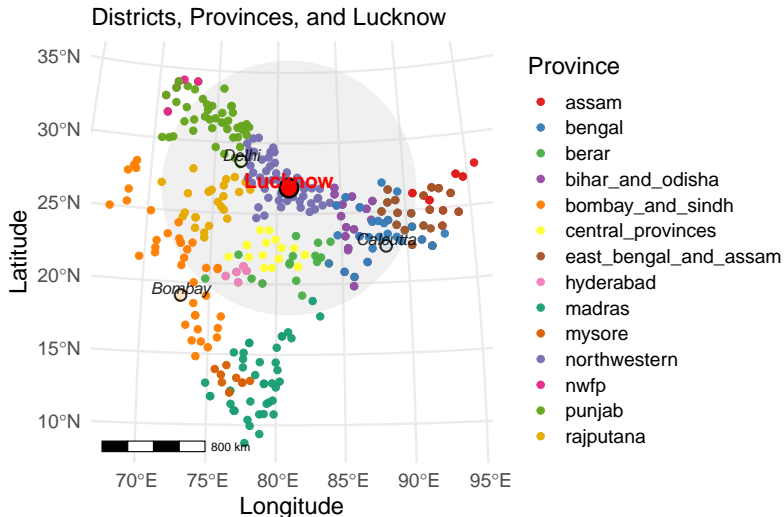 Districts, Provinces, and Lucknow
35°N
30°N
25°N
20°N
15°N
10°N
Latitude
Delhi
Lucknow
Calcutta
Bombay
800 km
70°E
75°E
80°E
85°E
90°E
95°E
Longitude
Province
assam
bengal
berar
bihar_and_odisha
bombay_and_sindh
central_provinces
east_bengal_and_assam
hyderabad
madras
mysore
northwestern
nwfp
punjab
rajputana